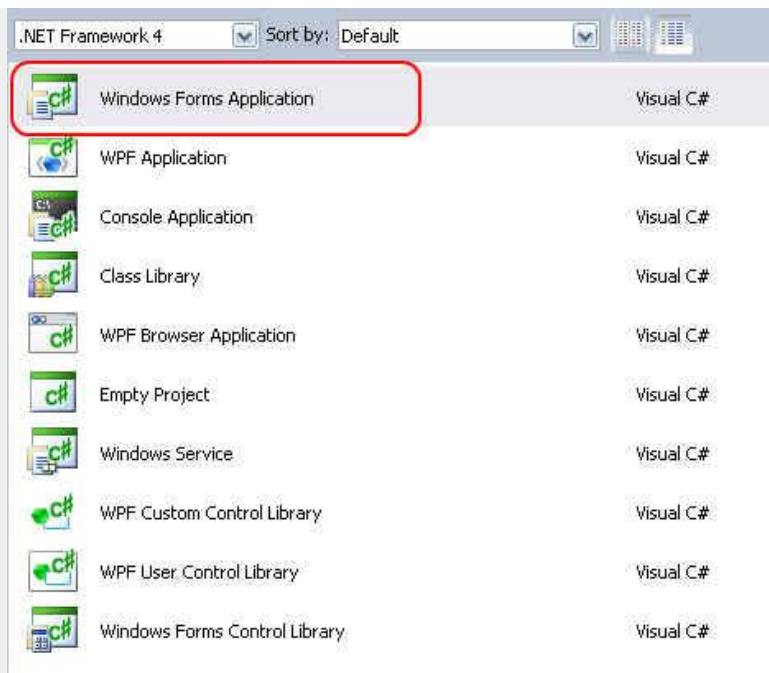 .NET Framework 4 Sort by: Default
Windows Forms Application Visual C#
WPF Application Visual C#
Console Application Visual C#
Class Library Visual C#
WPF Browser Application Visual C#
Empty Project Visual C#
Windows Service Visual C#
WPF Custom Control Library Visual C#
WPF User Control Library Visual C#
Windows Forms Control Library Visual C#